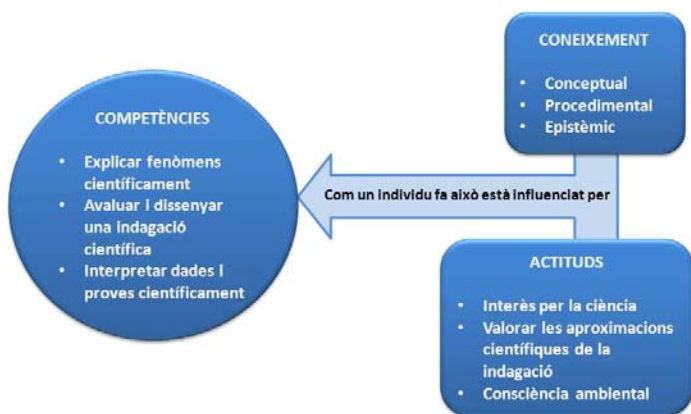 COMPETÈNCIES
• Explicar fenòmens
científicament
• Avaluar i dissenyar
una indagació
científica
• Interpretar dades i
proves científicament
Com un individu fa això està influenciat per
CONEIXEMENT
• Conceptual
• Procedimental
• Epistèmic
ACTITUDS
• Interès per la ciència
• Valorar les aproximacions
científiques de la
indagació
• Consciència ambiental